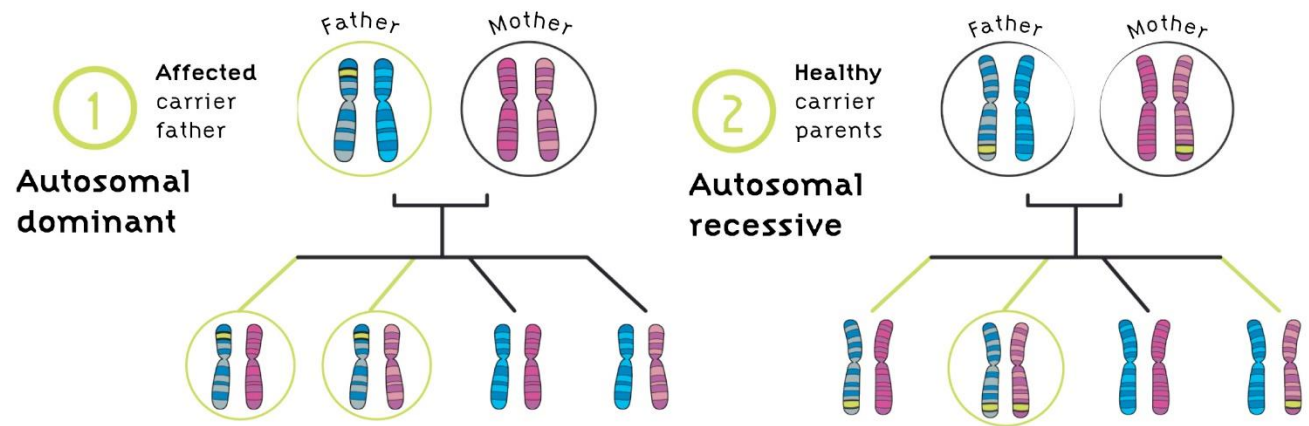 Father
Mother
1
Affected
carrier
father
Autosomal
dominant
Father
Mother
2
Healthy
carrier
parents
Autosomal
recessive